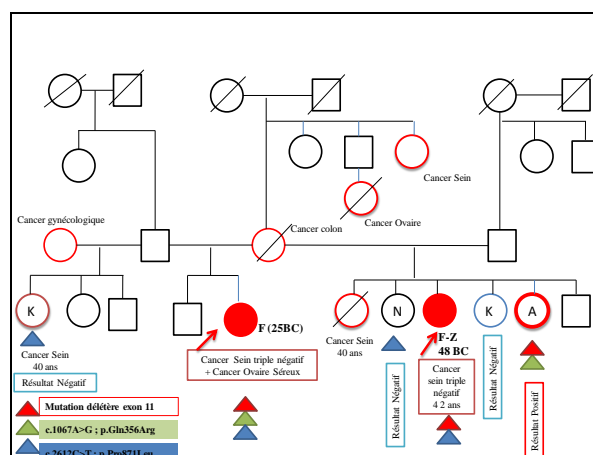 Cancer Sein
Cancer Ovaire
Cancer gynécologique
Cancer colon
K
F (25BC)
N
K
A
Cancer Sein
40 ans
Résultat Négatif
Cancer Sein triple négatif
+ Cancer Ovaire Séreux
Cancer Sein
40 ans
F-Z
48 BC
Cancer
sein triple
négatif
4 2 ans
Résultat Négatif
Résultat Négatif
Résultat Positif
Mutation délétère exon 11
c.1067A>G ; p.Gln356Arg
c.2612C>T ; p.Pro871Leu